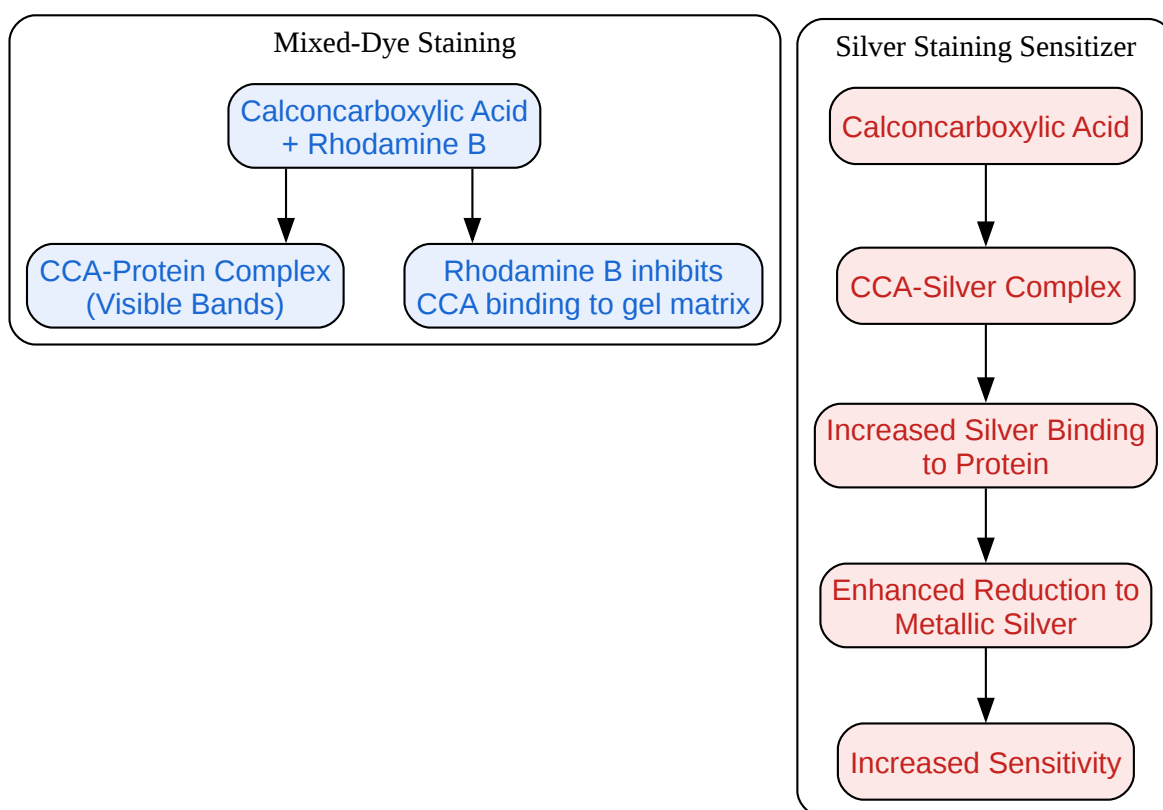 Mixed-Dye Staining
Calconcarboxylic Acid
+ Rhodamine B
CCA-Protein Complex
(Visible Bands)
Rhodamine B inhibits
CCA binding to gel matrix
Silver Staining Sensitizer
Calconcarboxylic Acid
CCA-Silver Complex
Increased Silver Binding
to Protein
Enhanced Reduction to
Metallic Silver
Increased Sensitivity